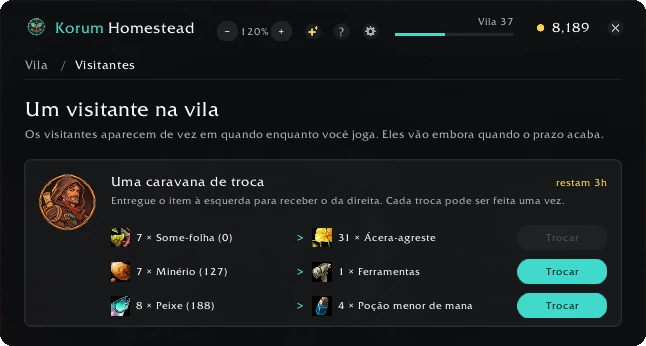 Korum Homestead
− 120% + ? Vila 37 8,189 ×
Vila / Visitantes
Um visitante na vila
Os visitantes aparecem de vez em quando enquanto você joga. Eles vão embora quando o prazo acaba.
Uma caravana de troca
restam 3h
Entregue o item à esquerda para receber o da direita. Cada troca pode ser feita uma vez.
7 × Some-folha (0) > 31 × Ácera-agreste Trocar
7 × Minério (127) > 1 × Ferramentas Trocar
8 × Peixe (188) > 4 × Poção menor de mana Trocar